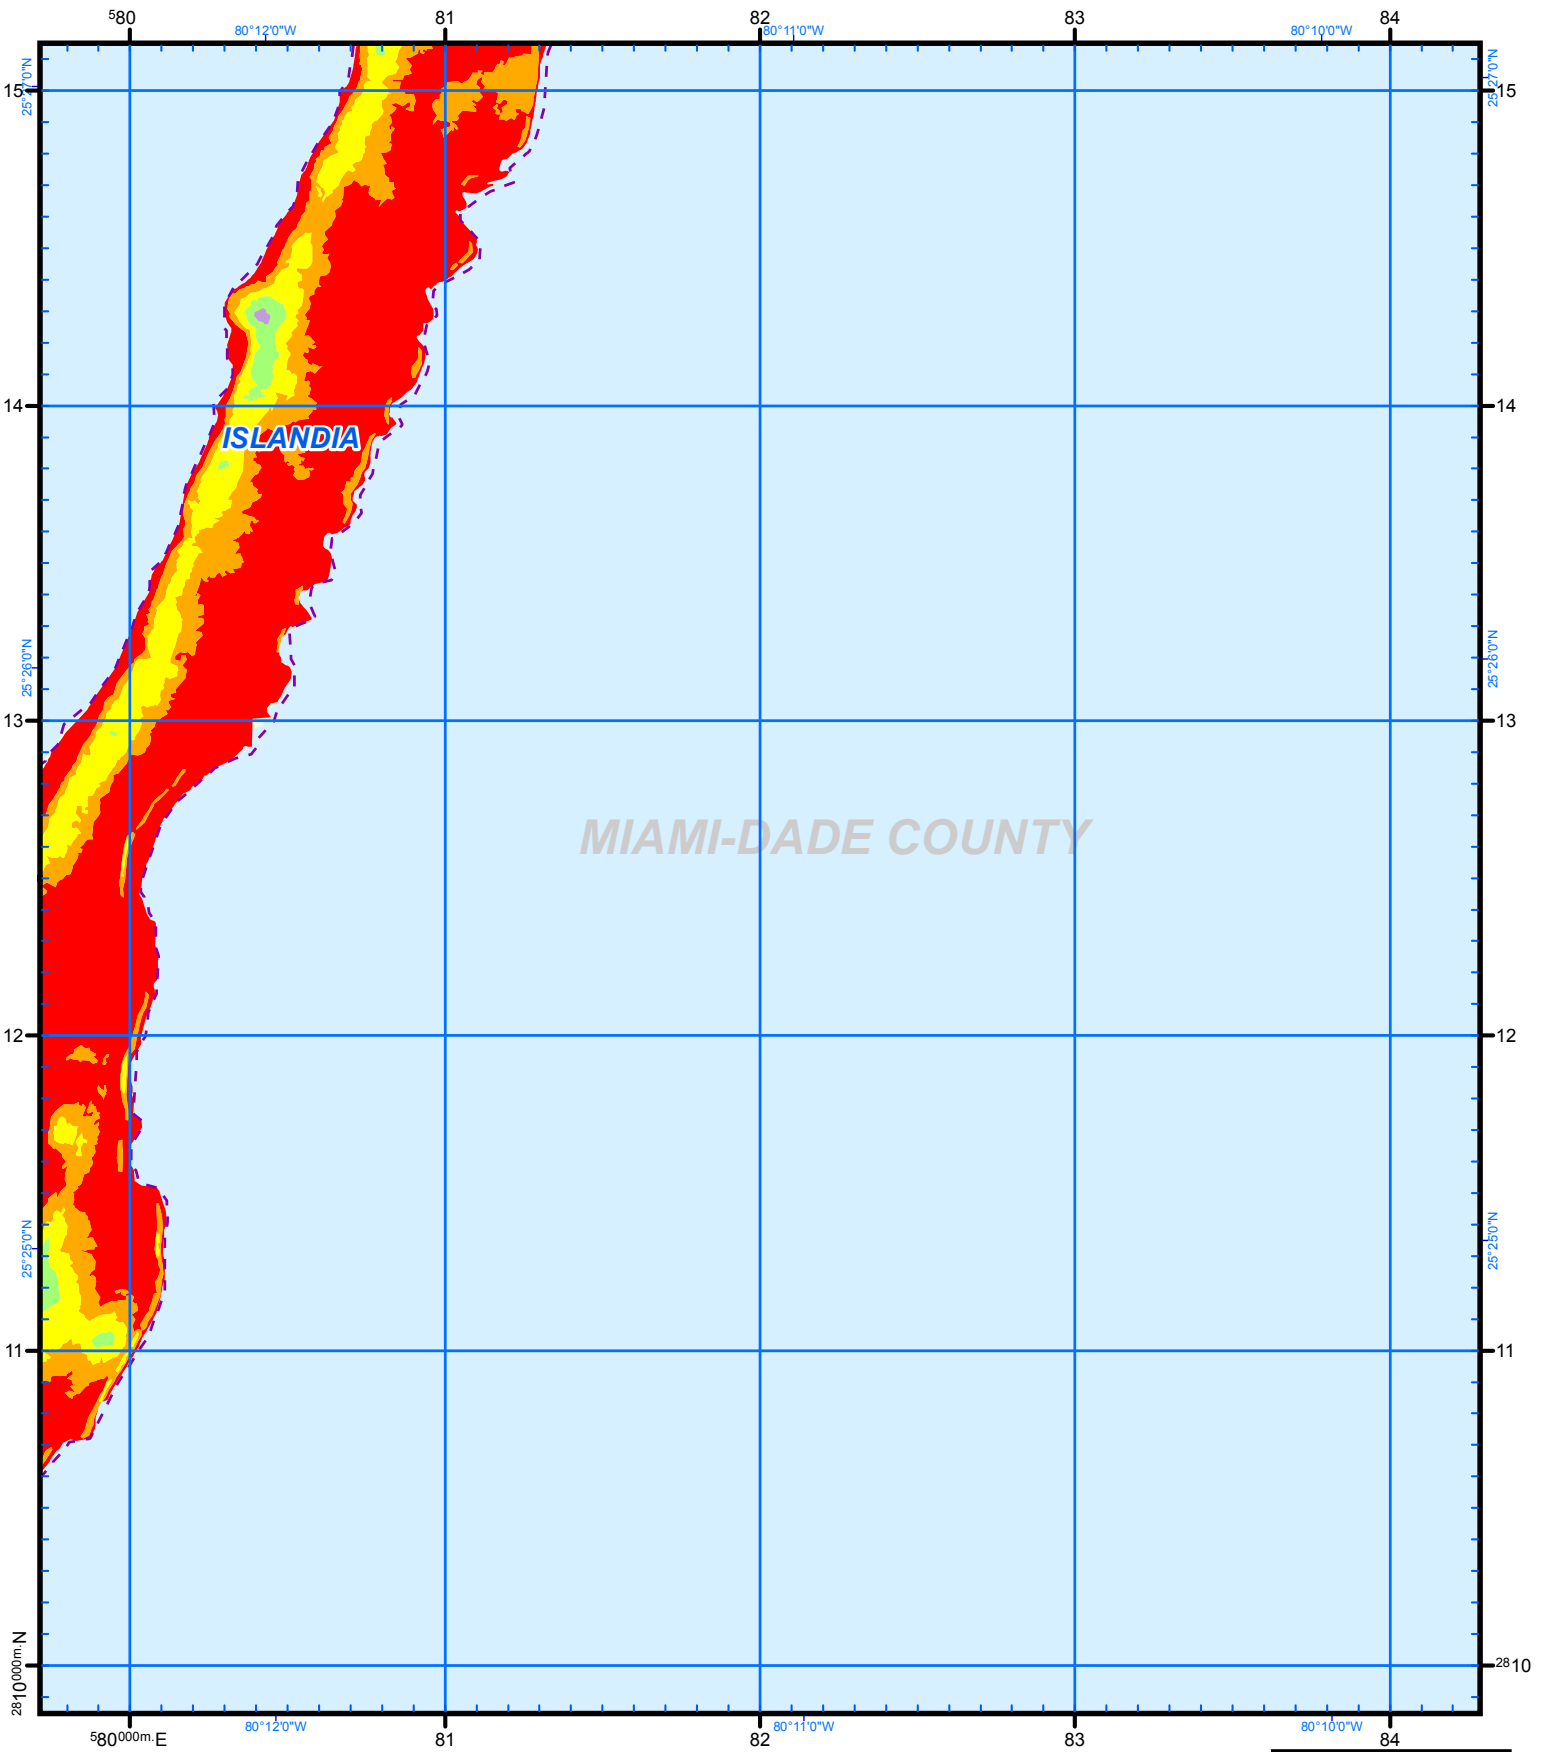 ⁵80 81 82 83 84
80°12'0"W 80°11'0"W 80°10'0"W
15 25°27'0"N 25°27'0"N 15
14 14
ISLANDIA
25°26'0"N 25°26'0"N
13 13
MIAMI-DADE COUNTY
12 12
25°25'0"N 25°25'0"N
11 11
²⁸10⁰⁰⁰ᵐ·N ²⁸10
80°12'0"W 80°11'0"W 80°10'0"W
⁵80⁰⁰⁰ᵐ·E 81 82 83 84